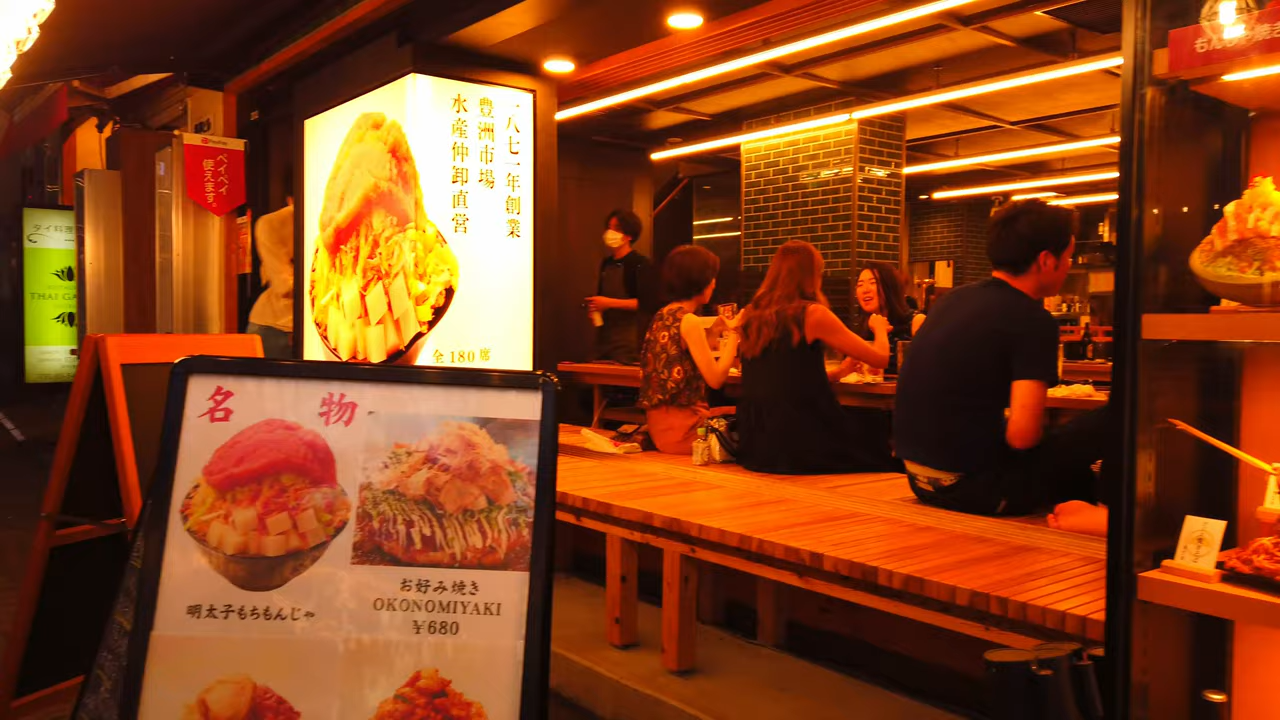 PayPay
ペイペイ
使えます。
タイ料理
THAI GA
一八七一年創業
豊洲市場
水産仲卸直営
全180席
名物
明太子もちもんじゃ
お好み焼き
OKONOMIYAKI
¥680